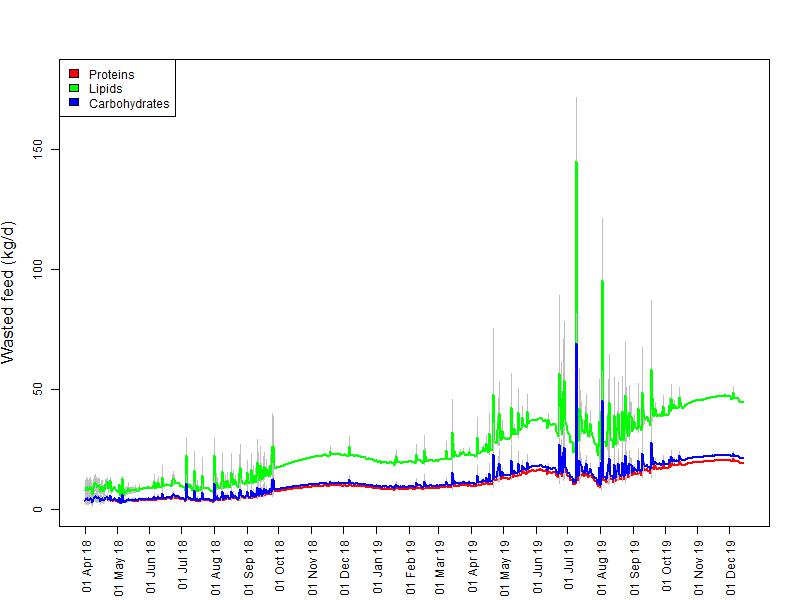 Proteins
Lipids
Carbohydrates
Wasted feed (kg/d)
150
100
50
0
01 Apr 18
01 May 18
01 Jun 18
01 Jul 18
01 Aug 18
01 Sep 18
01 Oct 18
01 Nov 18
01 Dec 18
01 Jan 19
01 Feb 19
01 Mar 19
01 Apr 19
01 May 19
01 Jun 19
01 Jul 19
01 Aug 19
01 Sep 19
01 Oct 19
01 Nov 19
01 Dec 19